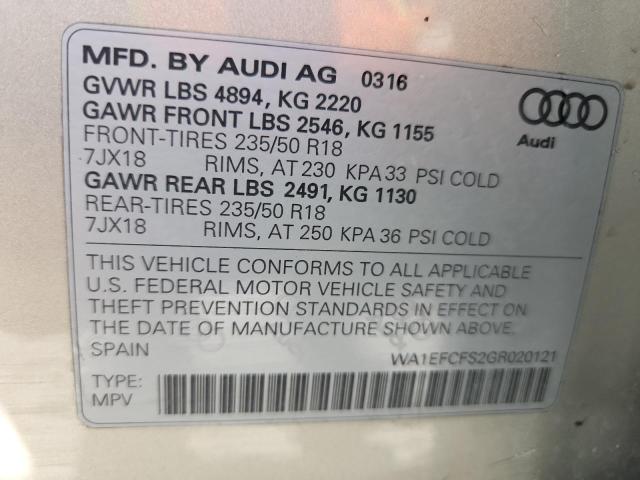 MFD. BY AUDI AG 0316
GVWR LBS 4894, KG 2220
GAWR FRONT LBS 2546, KG 1155
FRONT-TIRES 235/50 R18
7JX18 RIMS, AT 230 KPA 33 PSI COLD
GAWR REAR LBS 2491, KG 1130
REAR-TIRES 235/50 R18
7JX18 RIMS, AT 250 KPA 36 PSI COLD
Audi
THIS VEHICLE CONFORMS TO ALL APPLICABLE
U.S. FEDERAL MOTOR VEHICLE SAFETY AND
THEFT PREVENTION STANDARDS IN EFFECT ON
THE DATE OF MANUFACTURE SHOWN ABOVE.
SPAIN WA1EFCFS2GR020121
TYPE:
MPV